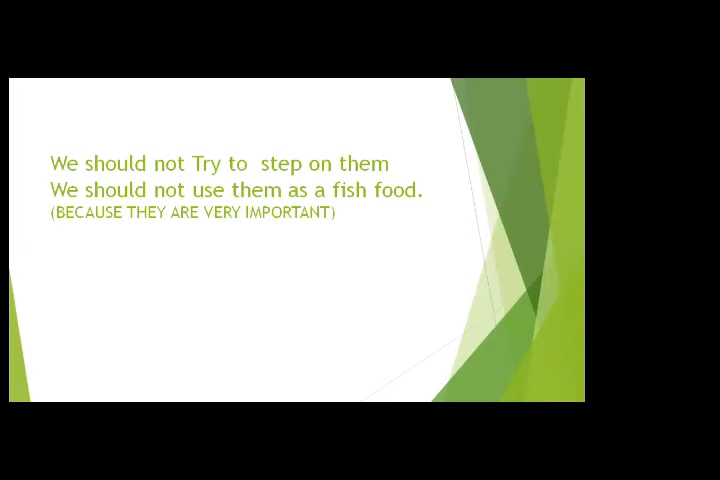 We should not Try to  step on them
We should not use them as a fish food.
(BECAUSE THEY ARE VERY IMPORTANT)